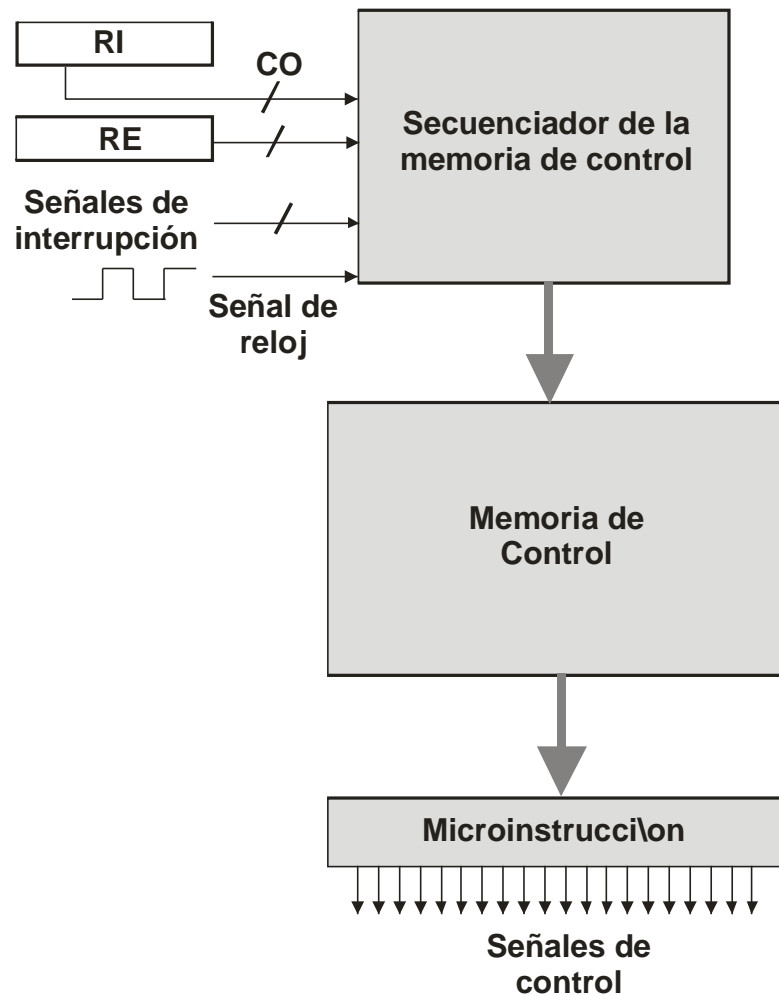 RI
CO
RE
Señales de
interrupción
Señal de
reloj
Secuenciador de la
memoria de control
Memoria de
Control
Microinstrucci\on
Señales de
control